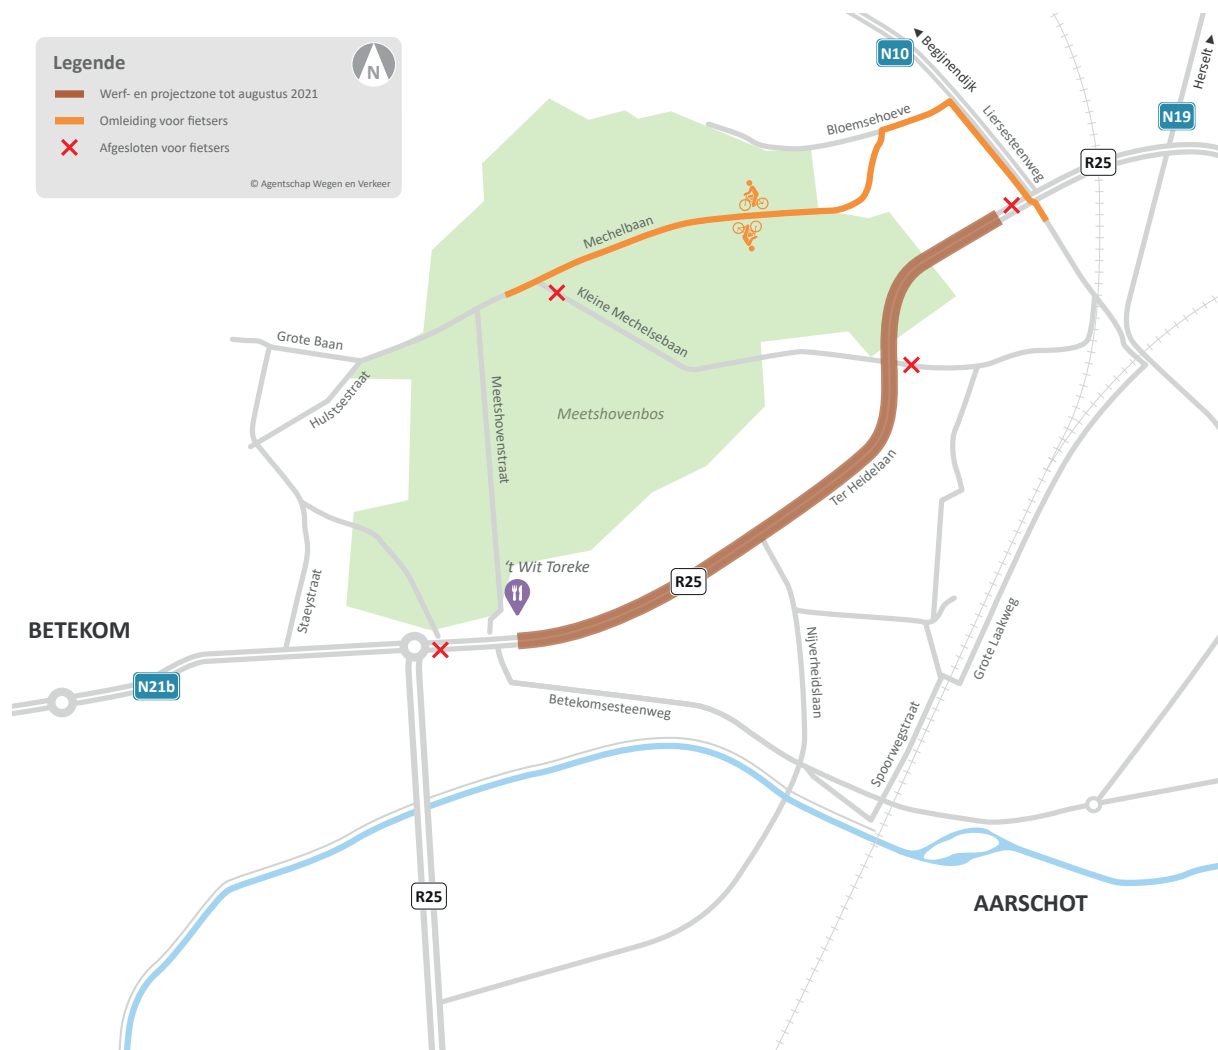 Legende
N
Werf- en projectzone tot augustus 2021
Omleiding voor fietsers
Afgesloten voor fietsers
© Agentschap Wegen en Verkeer
N10
Begijnendijk
Herselt
N19
Liersesteenweg
Bloemsehoeve
R25
Mechelbaan
Kleine Mechelsebaan
Grote Baan
Hulstsestraat
Meetshovenstraat
Meetshovenbos
Ter Heidelaan
't Wit Toreke
R25
Staeystraat
BETEKOM
N21b
Betekomsesteenweg
Nijverheidslaan
Grote Laakweg
Spoorwegstraat
R25
AARSCHOT